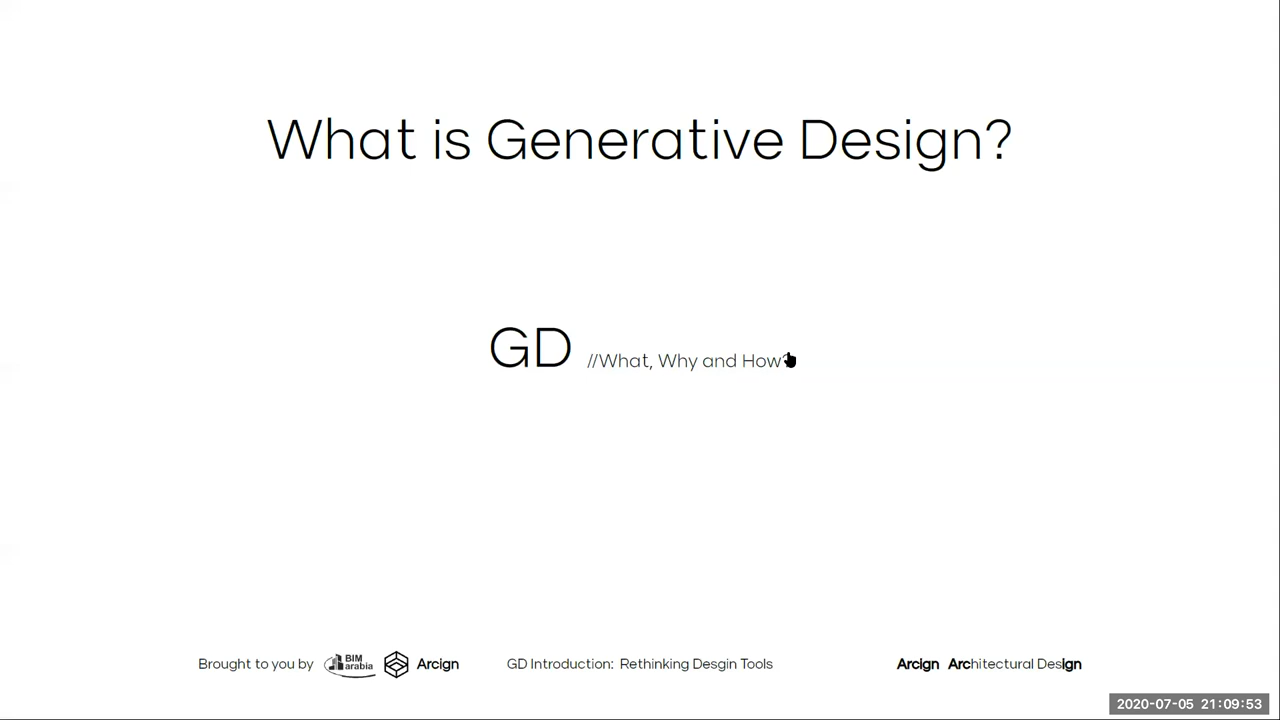 What is Generative Design?
GD //What, Why and How?
Brought to you by BIM arabia Arcign GD Introduction: Rethinking Desgin Tools Arcign Architectural Design
2020-07-05 21:09:53